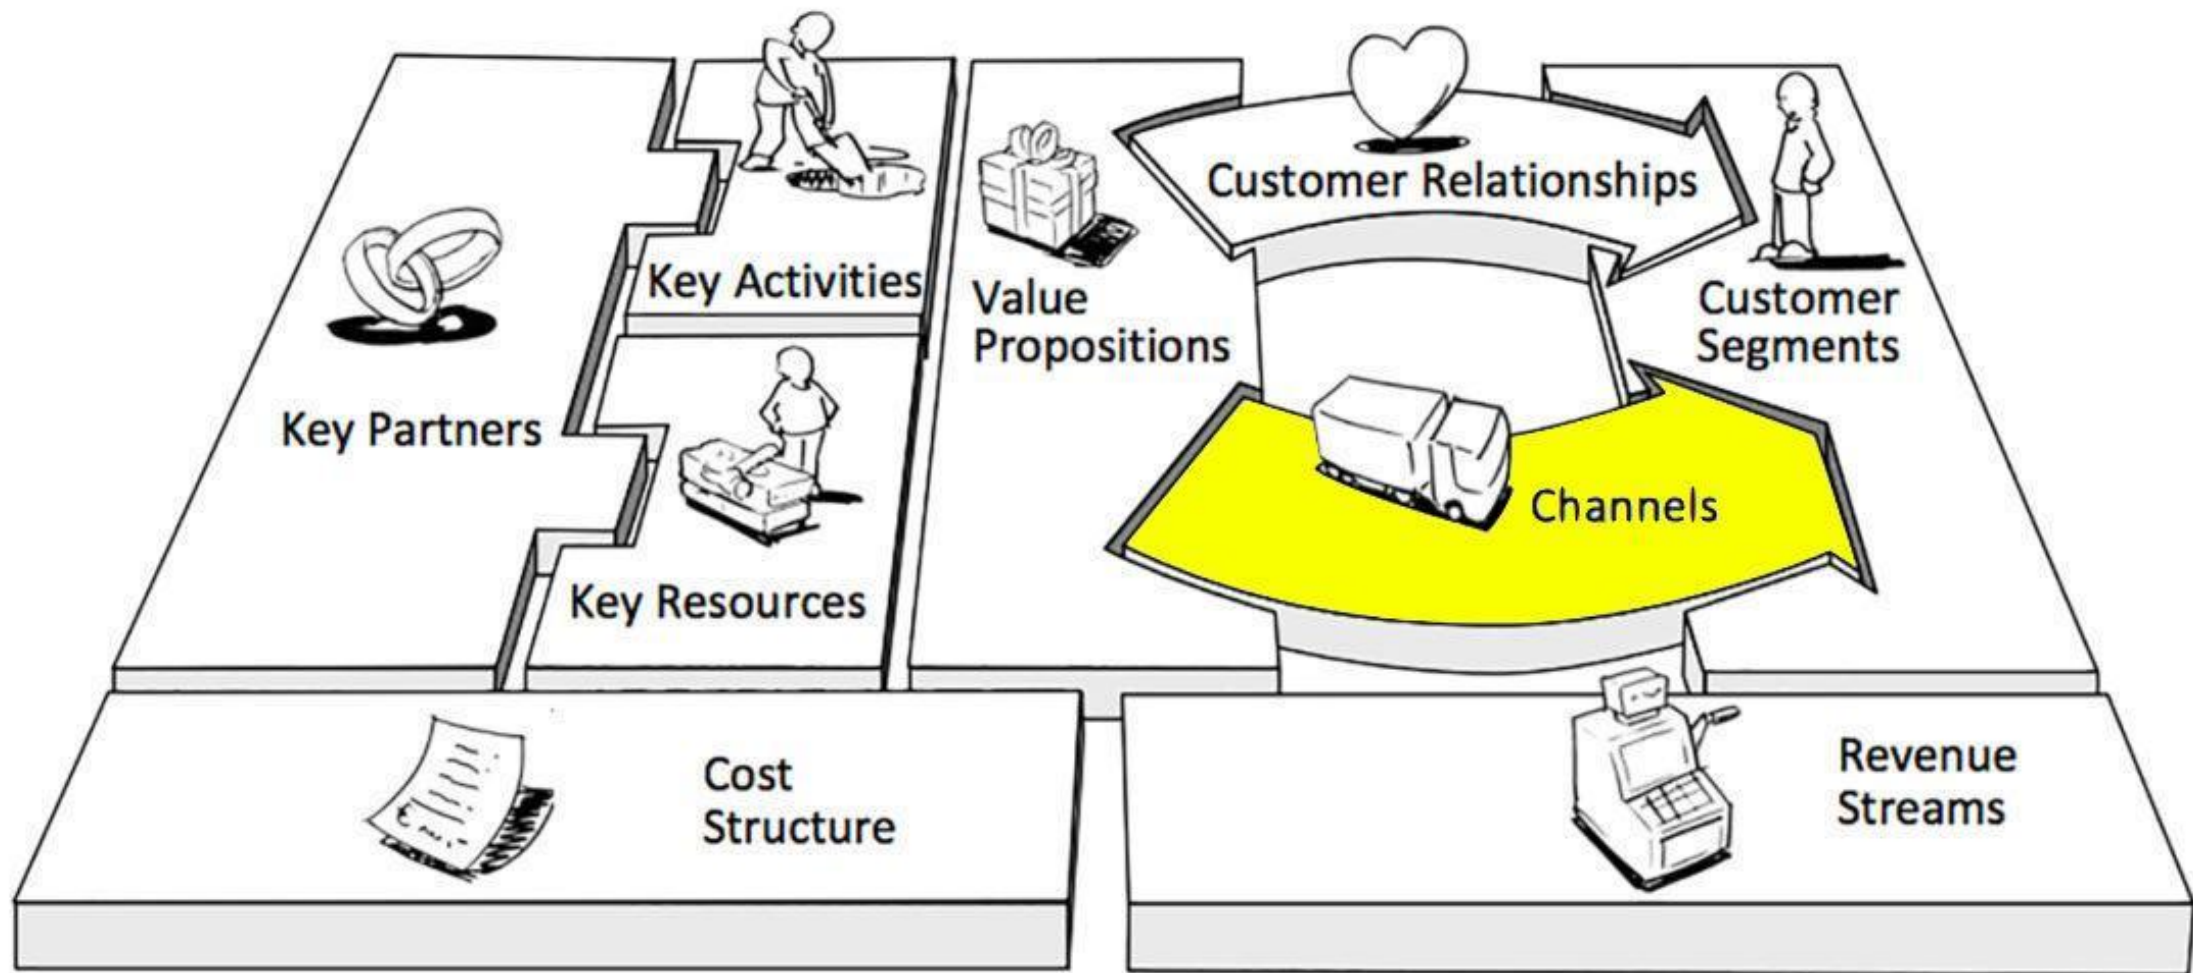 Key Partners
Key Activities
Key Resources
Value
Propositions
Customer Relationships
Channels
Customer
Segments
Cost
Structure
Revenue
Streams